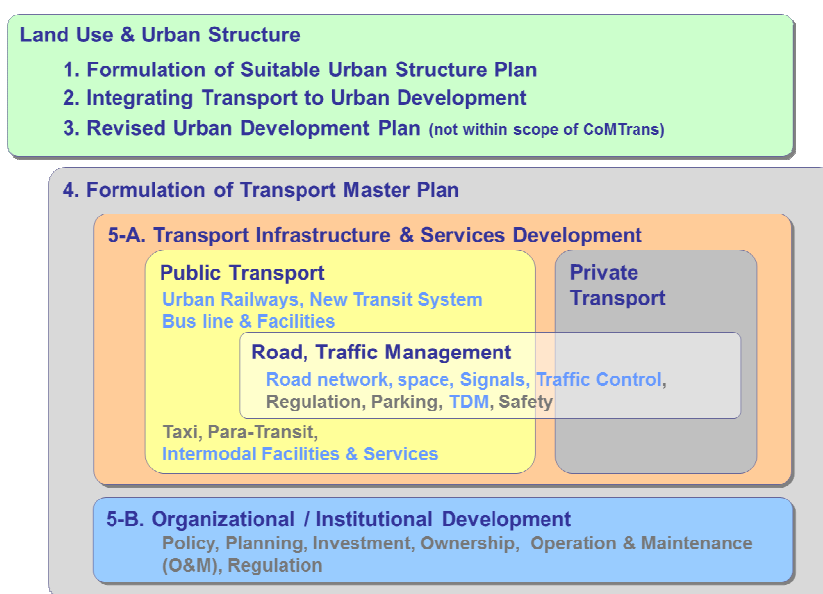 Land Use & Urban Structure
1. Formulation of Suitable Urban Structure Plan
2. Integrating Transport to Urban Development
3. Revised Urban Development Plan (not within scope of CoMTrans)
4. Formulation of Transport Master Plan
5-A. Transport Infrastructure & Services Development
Public Transport
Urban Railways, New Transit System
Bus line & Facilities
Private
Transport
Road, Traffic Management
Road network, space, Signals, Traffic Control,
Regulation, Parking, TDM, Safety
Taxi, Para-Transit,
Intermodal Facilities & Services
5-B. Organizational / Institutional Development
Policy, Planning, Investment, Ownership, Operation & Maintenance
(O&M), Regulation